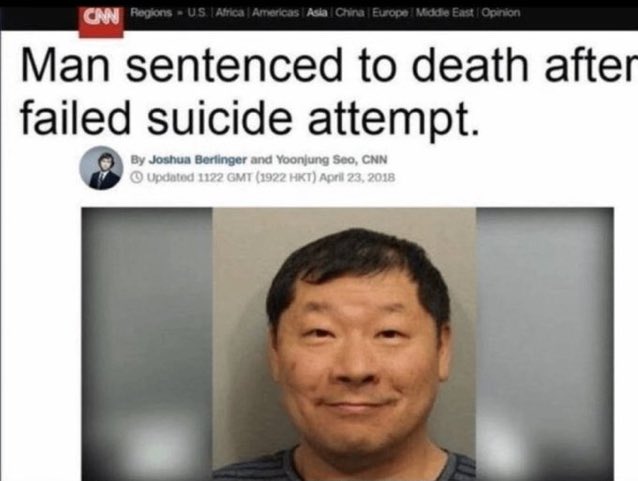 CNN Regions » U.S. | Africa | Americas | Asia | China | Europe | Middle East | Opinion
Man sentenced to death after
failed suicide attempt.
By Joshua Berlinger and Yoonjung Seo, CNN
Updated 1122 GMT (1922 HKT) April 23, 2018